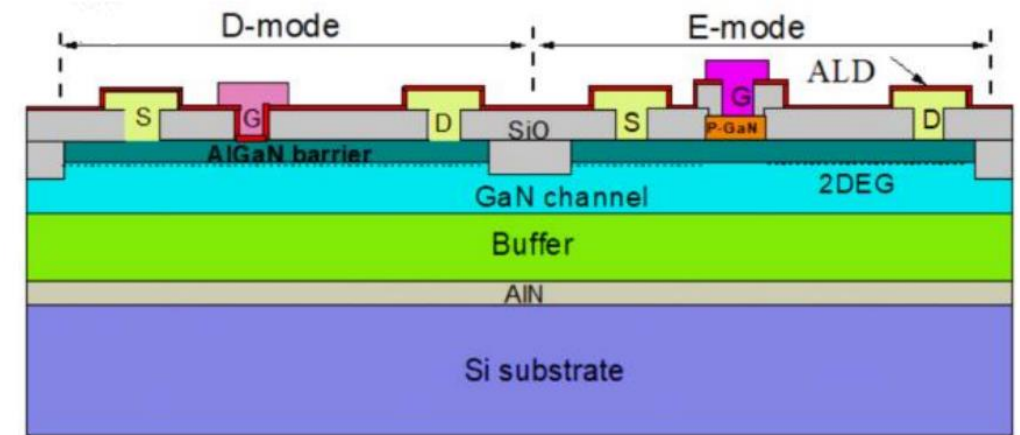 D-mode
E-mode
ALD
S
G
D
S
G
D
P-GaN
SiO
AlGaN barrier
2DEG
GaN channel
Buffer
AlN
Si substrate